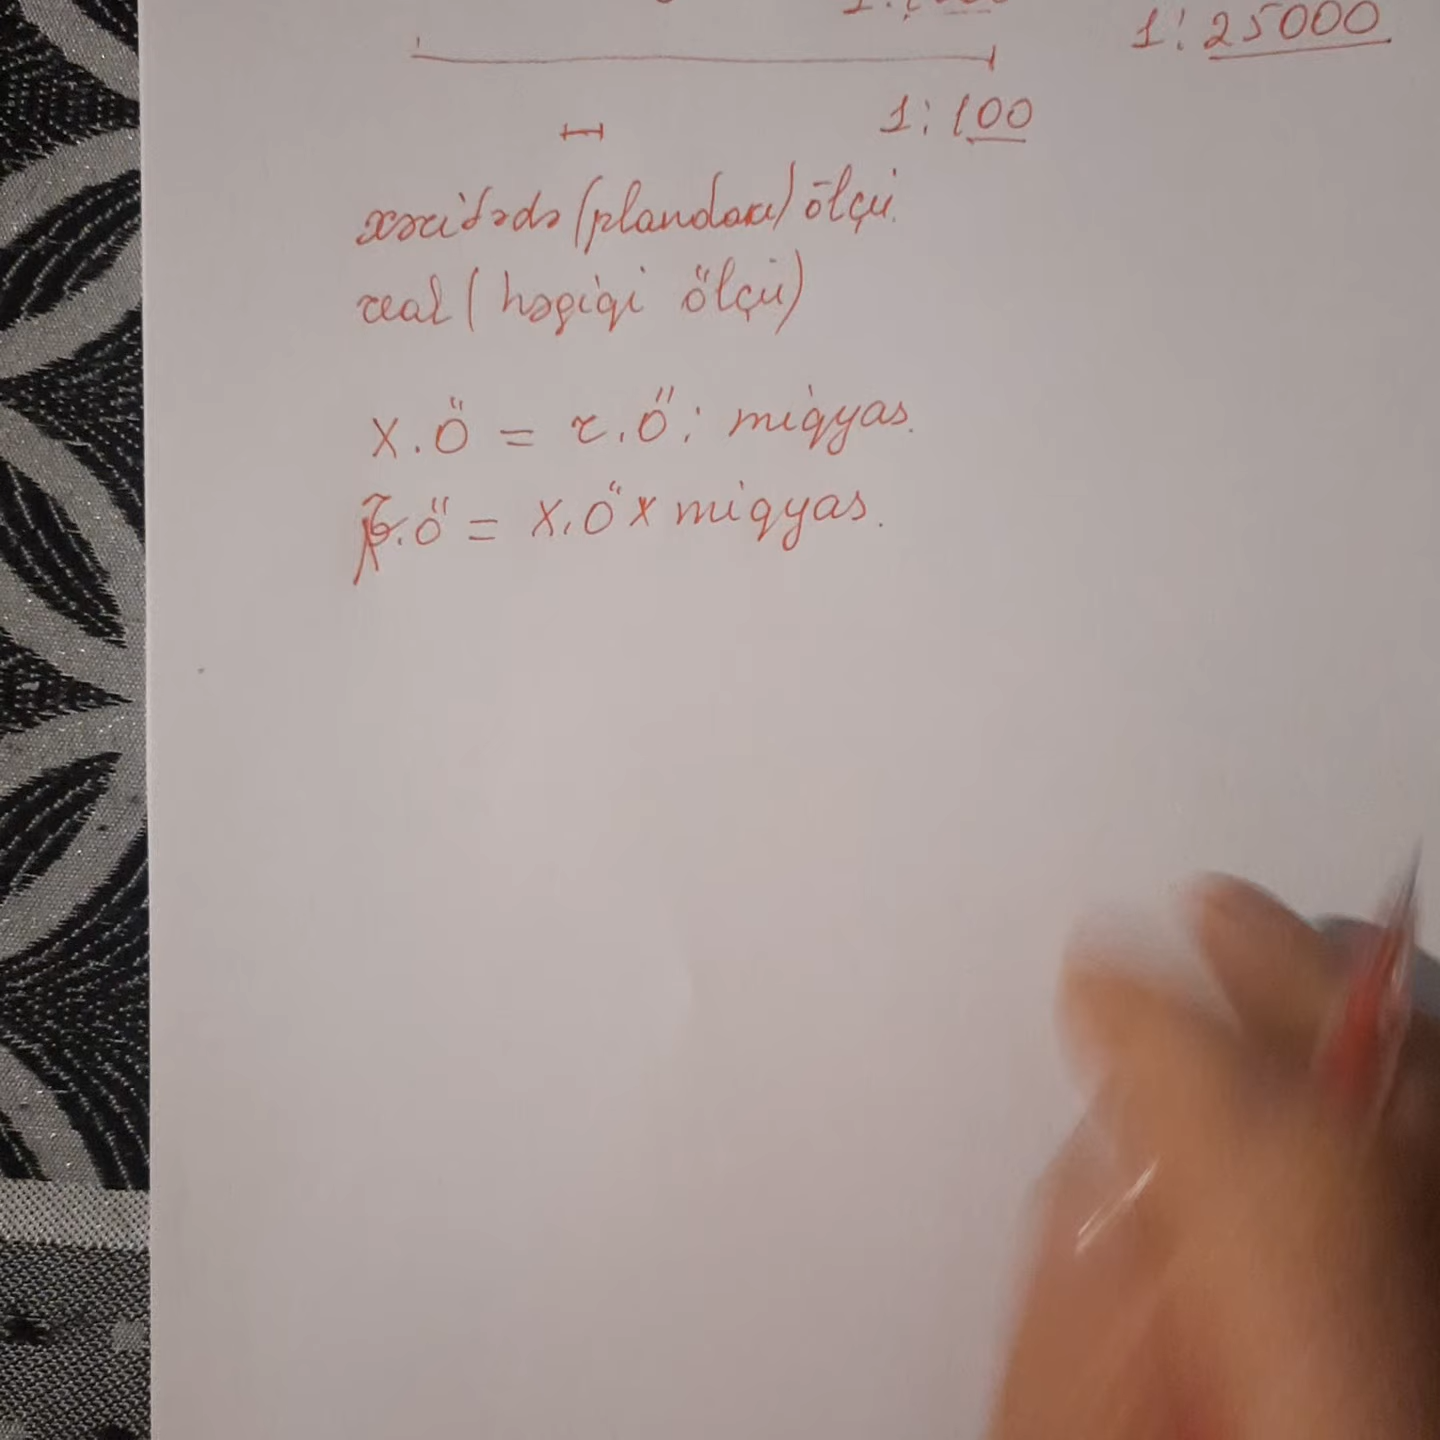 1:25000
1:100
xəritədə (plandakı) ölçü.
real (həqiqi ölçü)
X.Ö = r.Ö : miqyas.
r.Ö = X.Ö x miqyas.